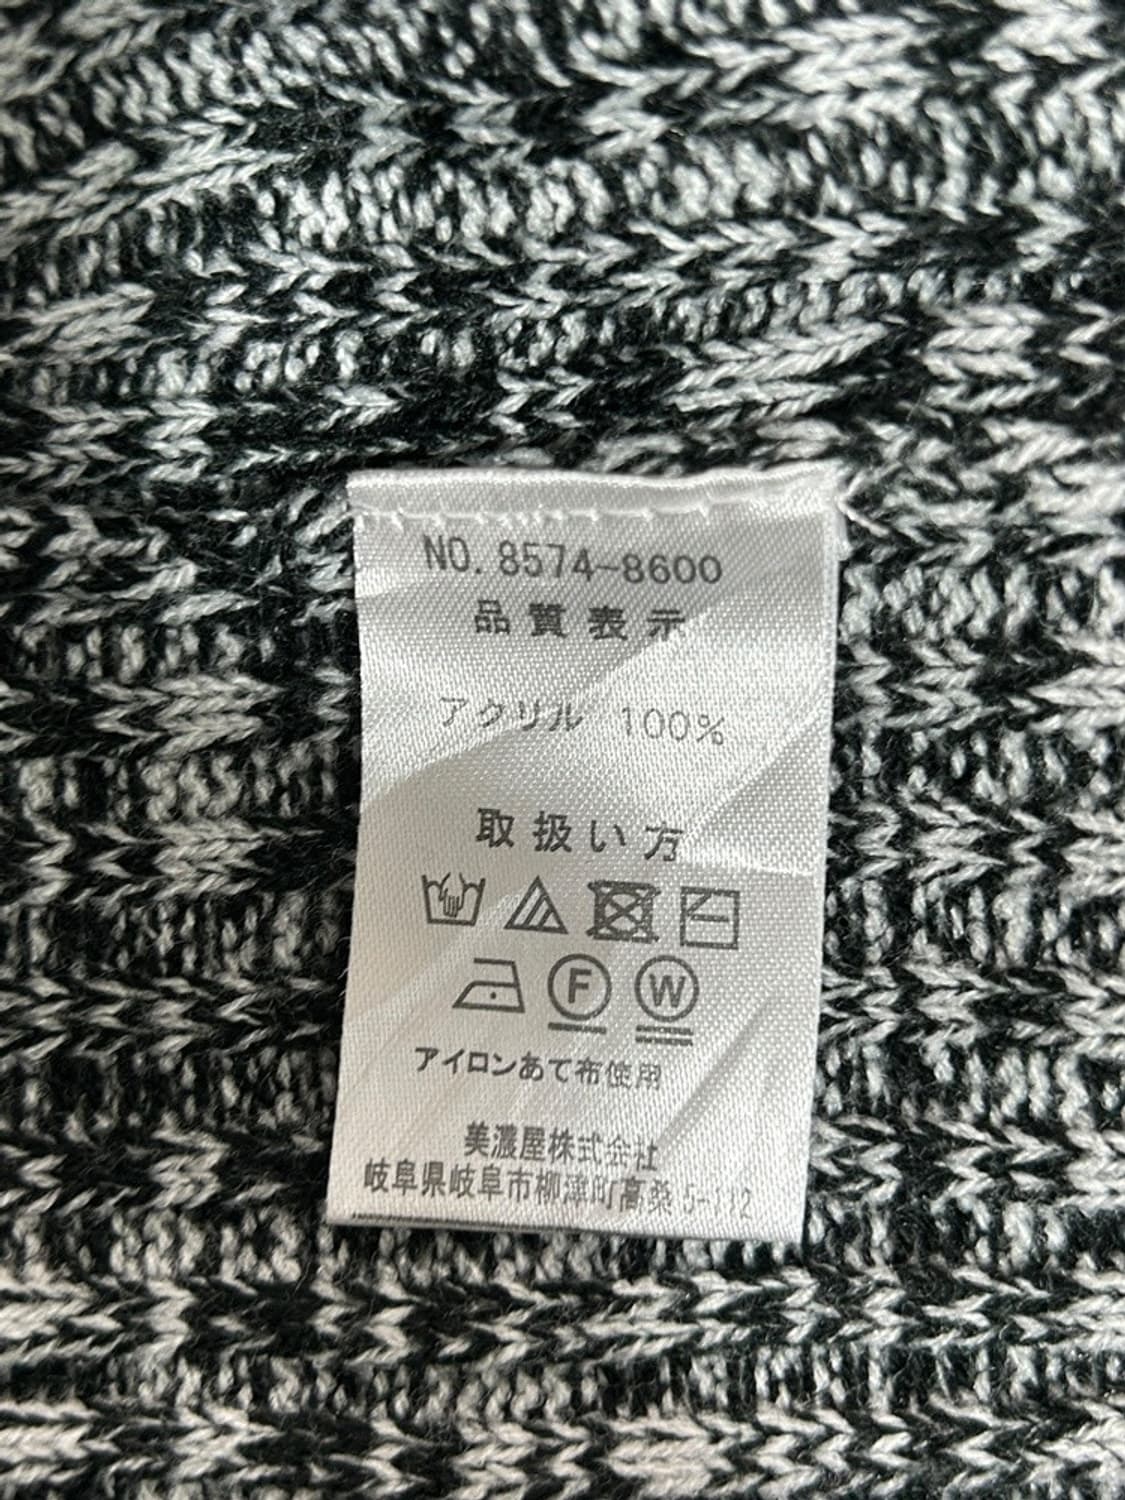 NO. 8574-8600
品質表示
アクリル 100%
取扱い方
F W
アイロンあて布使用
美濃屋株式会社
岐阜県岐阜市柳津町高桑5-112